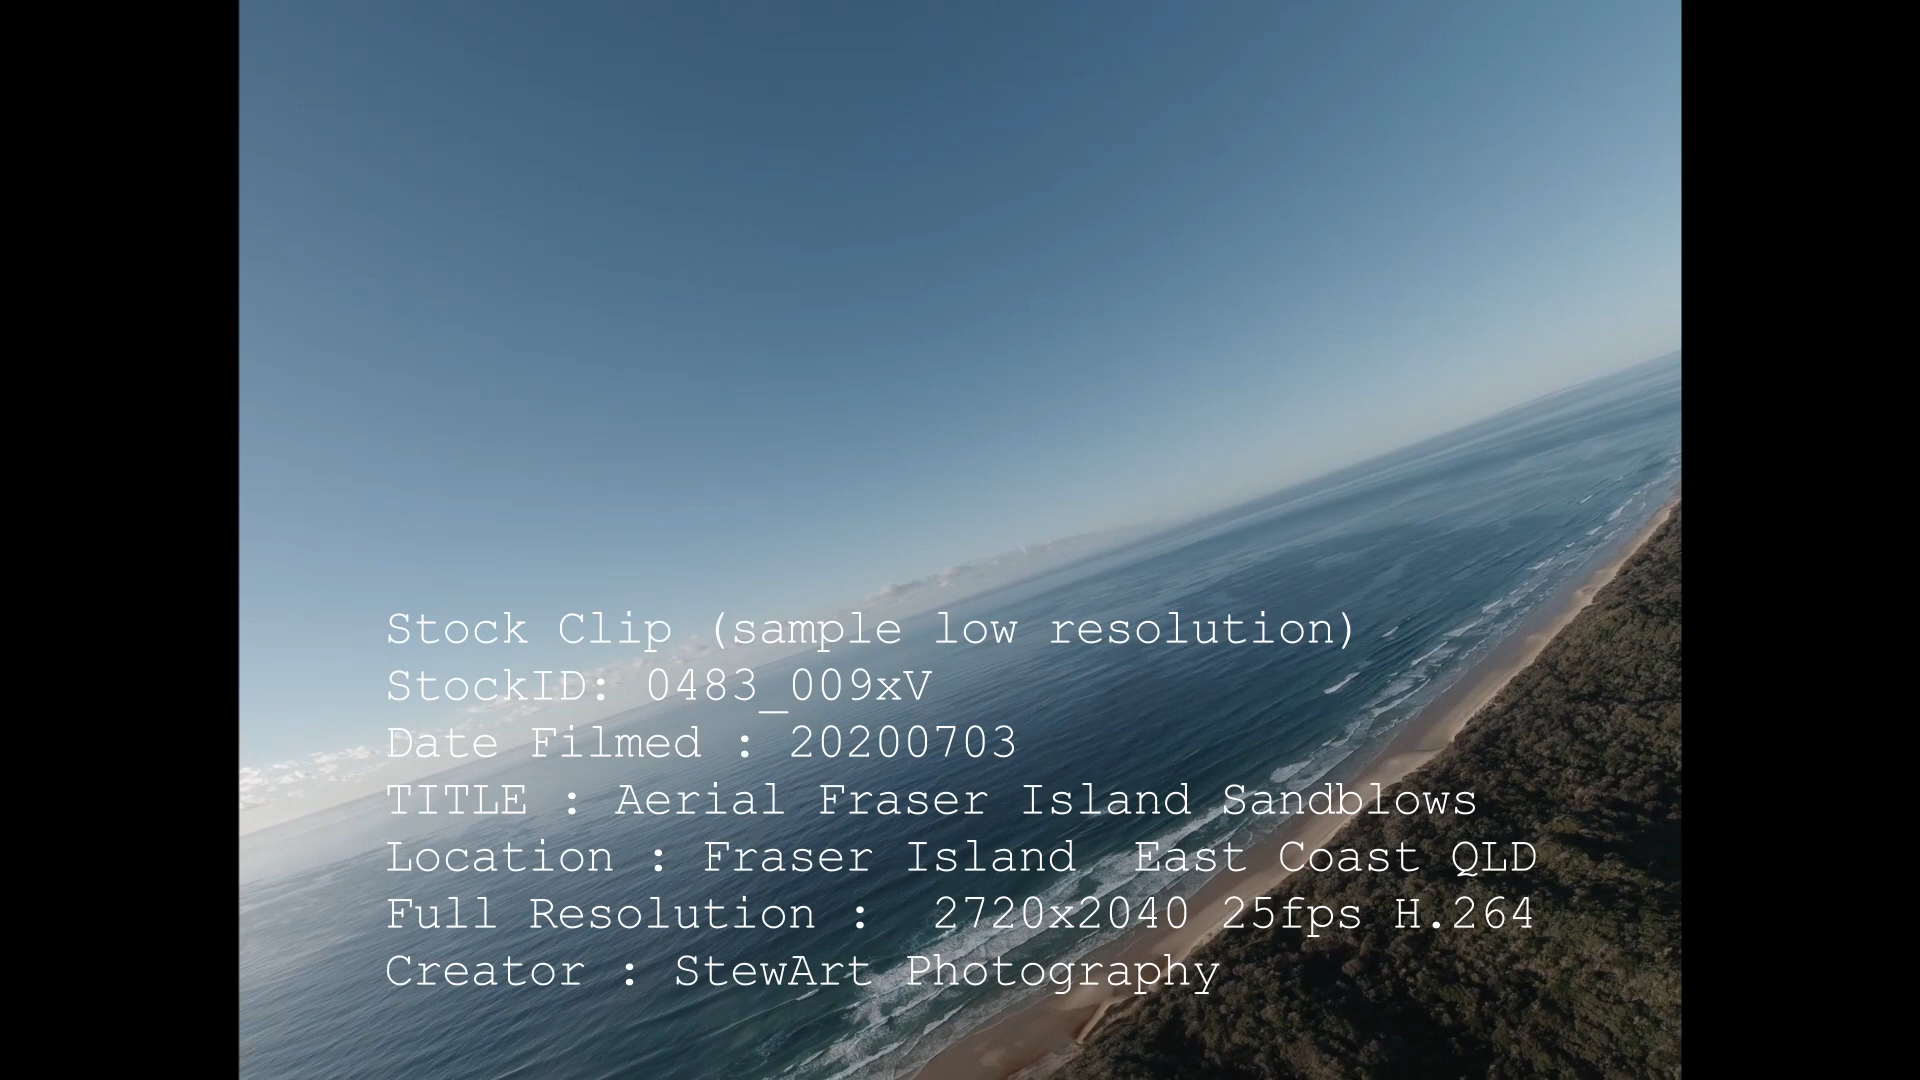 Stock Clip (sample low resolution)
StockID: 0483_009xV
Date Filmed : 20200703
TITLE : Aerial Fraser Island Sandblows
Location : Fraser Island  East Coast QLD
Full Resolution :  2720x2040 25fps H.264
Creator : StewArt Photography